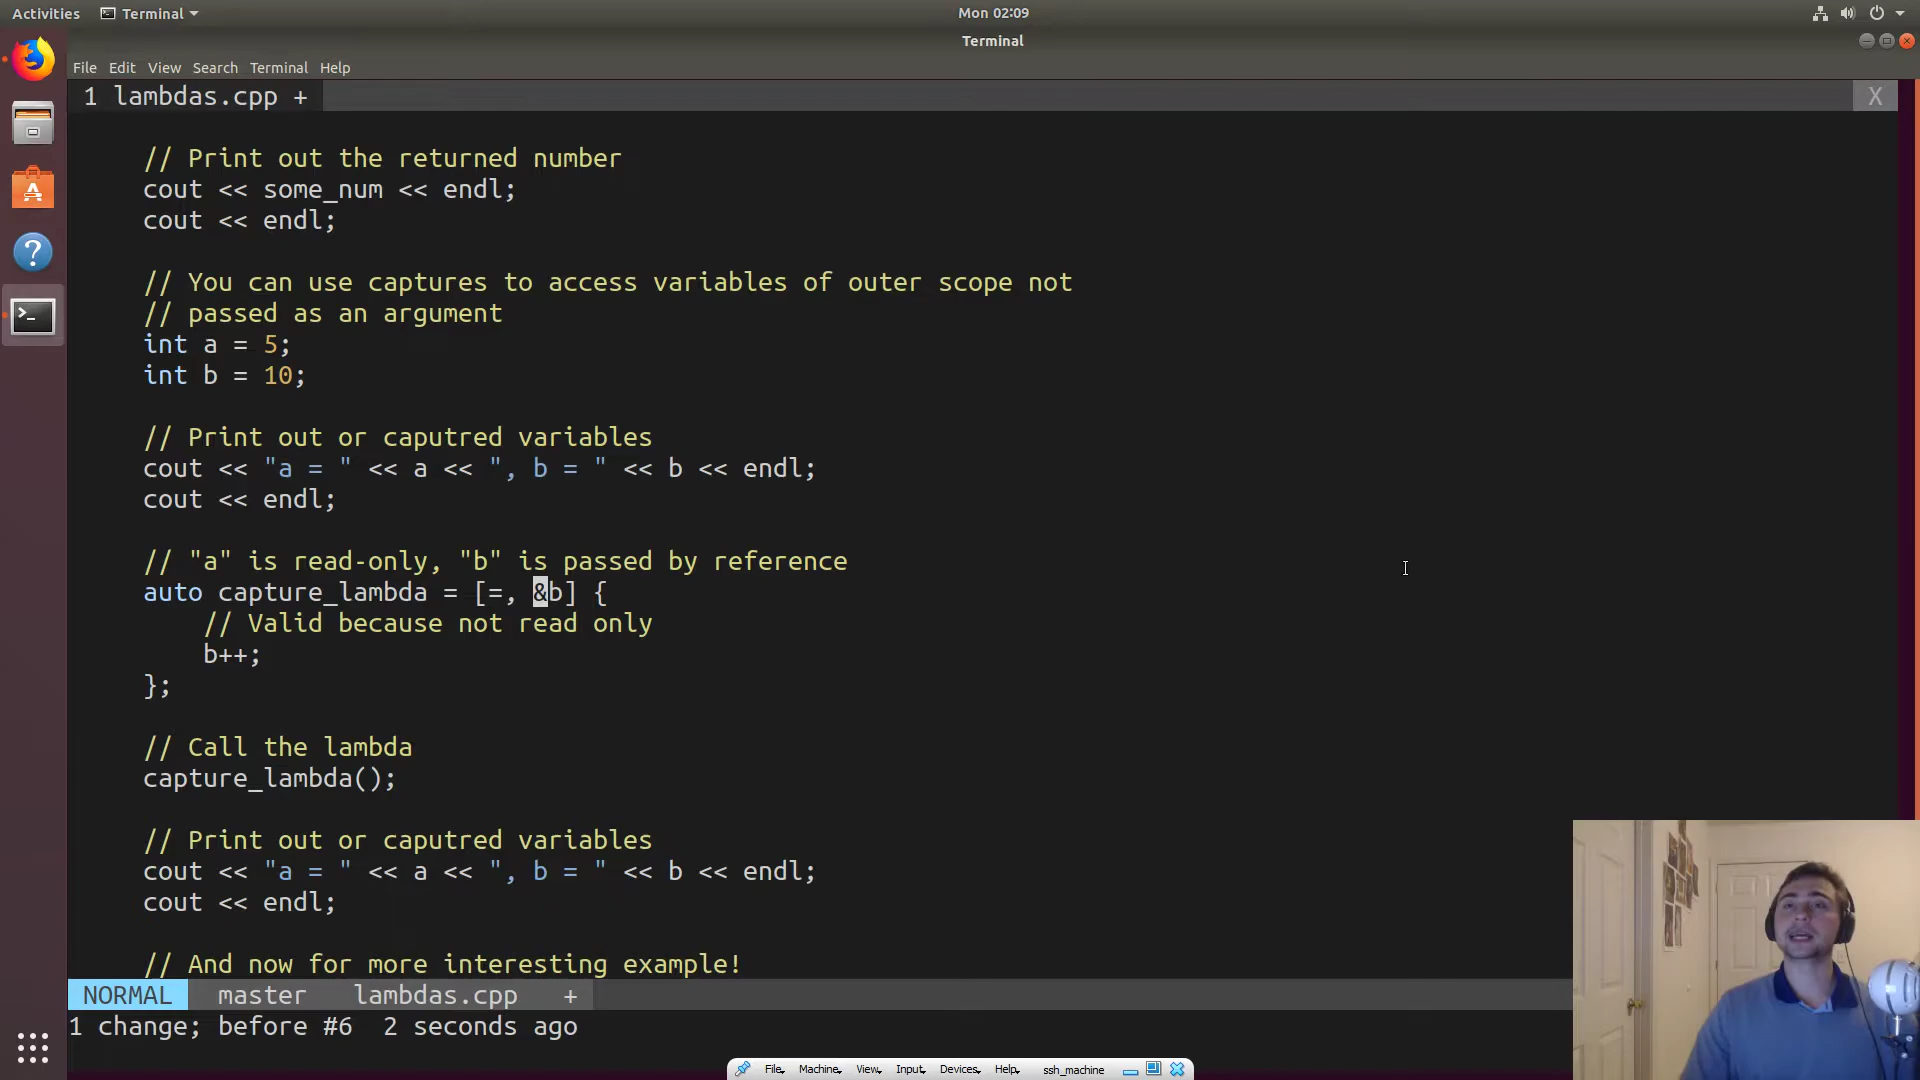 Activities
Terminal
Mon 02:09
Terminal
File Edit View Search Terminal Help
1 lambdas.cpp + X
// Print out the returned number
cout << some_num << endl;
cout << endl;
// You can use captures to access variables of outer scope not
// passed as an argument
int a = 5;
int b = 10;
// Print out or caputred variables
cout << "a = " << a << ", b = " << b << endl;
cout << endl;
// "a" is read-only, "b" is passed by reference
auto capture_lambda = [=, &b] {
// Valid because not read only
b++;
};
// Call the lambda
capture_lambda();
// Print out or caputred variables
cout << "a = " << a << ", b = " << b << endl;
cout << endl;
// And now for more interesting example!
NORMAL master lambdas.cpp +
1 change; before #6 2 seconds ago
File Machine View Input Devices Help ssh_machine